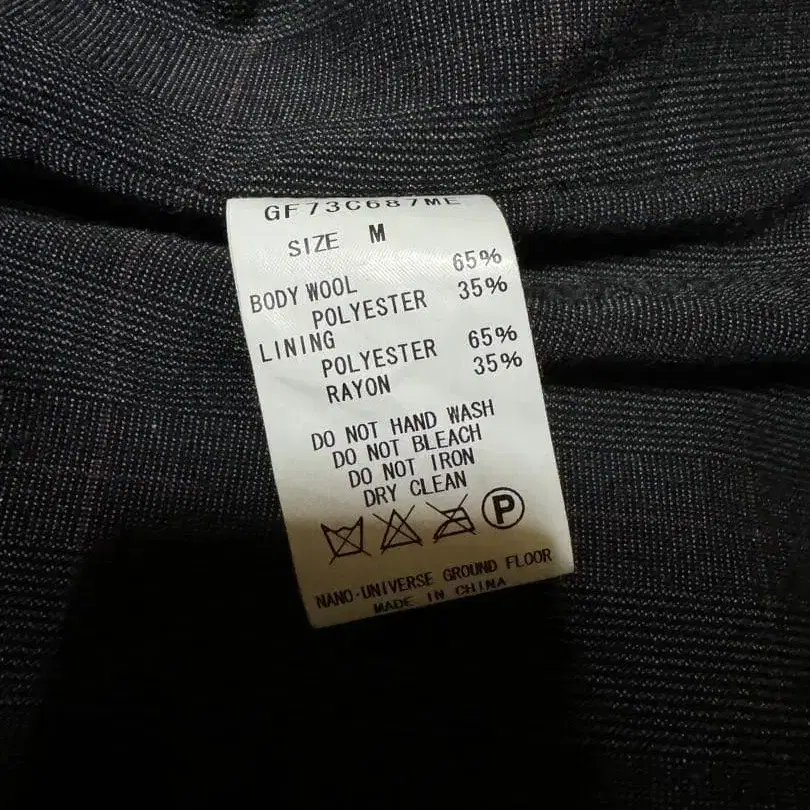 GF73C687ME
SIZE M
BODY WOOL 65%
POLYESTER 35%
LINING
POLYESTER 65%
RAYON 35%
DO NOT HAND WASH
DO NOT BLEACH
DO NOT IRON
DRY CLEAN
P
NANO·UNIVERSE GROUND FLOOR
MADE IN CHINA